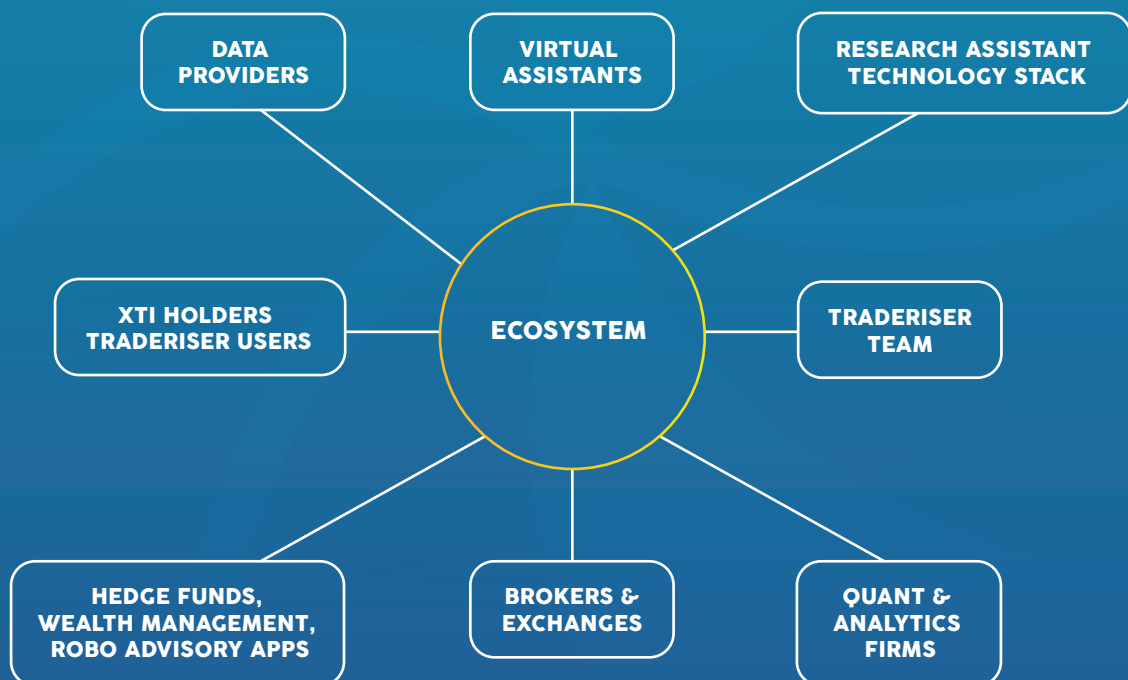 DATA
PROVIDERS
VIRTUAL
ASSISTANTS
RESEARCH ASSISTANT
TECHNOLOGY STACK
XTI HOLDERS
TRADERISER USERS
ECOSYSTEM
TRADERISER
TEAM
HEDGE FUNDS,
WEALTH MANAGEMENT,
ROBO ADVISORY APPS
BROKERS &
EXCHANGES
QUANT &
ANALYTICS
FIRMS